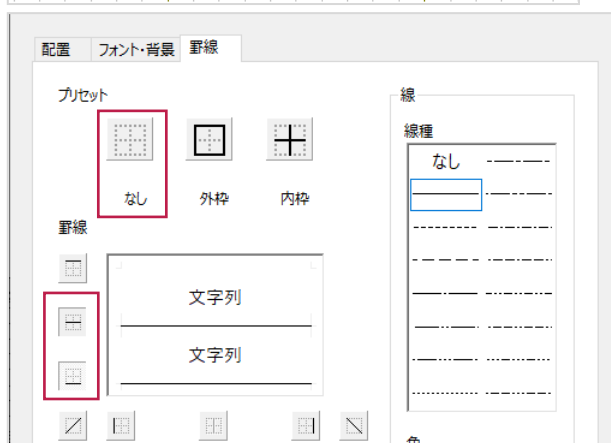 配置 フォント・背景 罫線
プリセット
なし 外枠 内枠
罫線
文字列
文字列
線
線種
なし
色